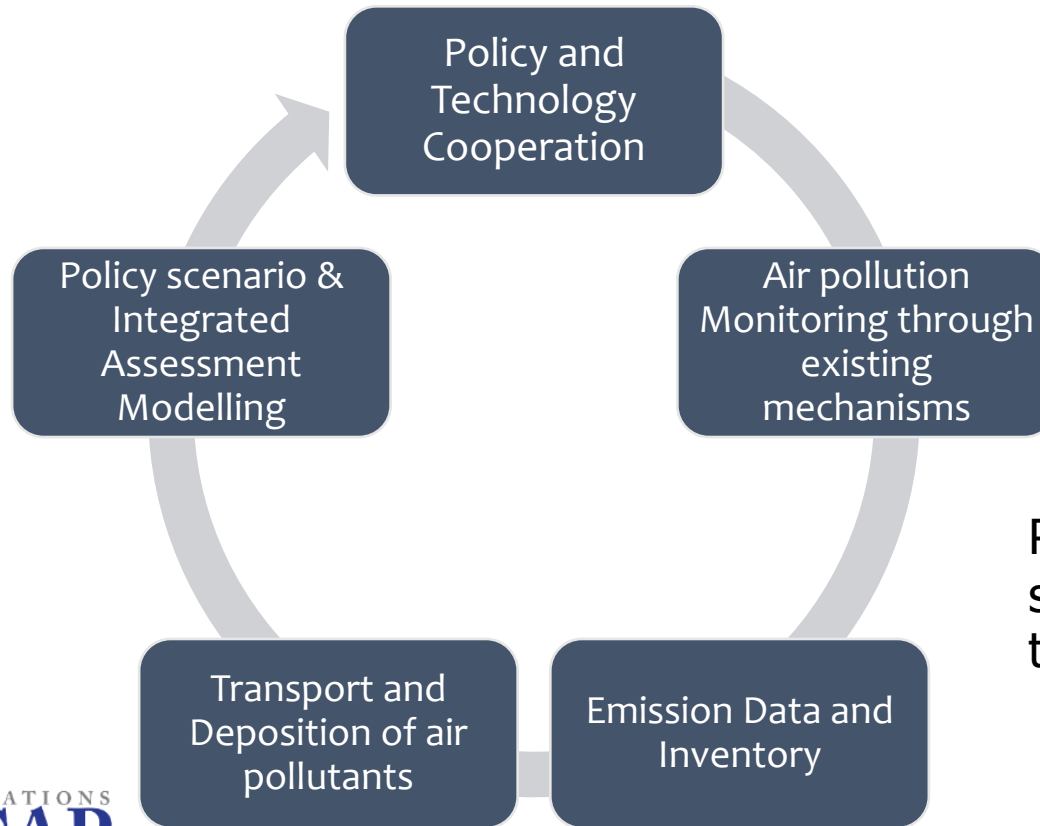 Policy and
Technology
Cooperation
Policy scenario &
Integrated
Assessment
Modelling
Air pollution
Monitoring through
existing
mechanisms
Transport and
Deposition of air
pollutants
Emission Data and
Inventory